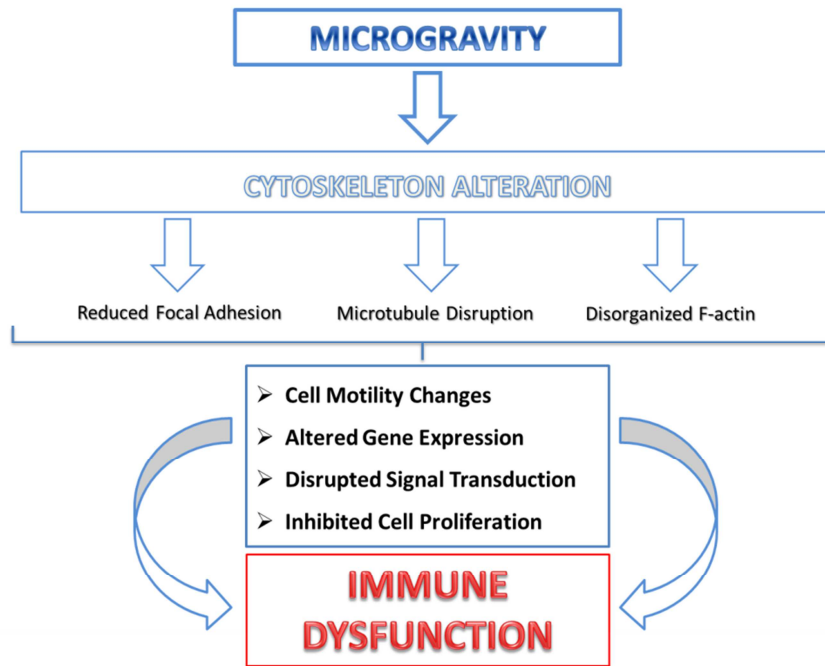 MICROGRAVITY
CYTOSKELETON ALTERATION
Reduced Focal Adhesion
Microtubule Disruption
Disorganized F-actin
➢ Cell Motility Changes
➢ Altered Gene Expression
➢ Disrupted Signal Transduction
➢ Inhibited Cell Proliferation
IMMUNE
DYSFUNCTION